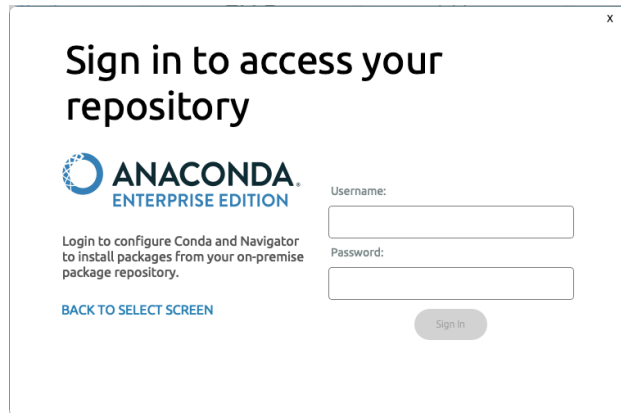 x
Sign in to access your
repository
ANACONDA®
ENTERPRISE EDITION
Login to configure Conda and Navigator
to install packages from your on-premise
package repository.
BACK TO SELECT SCREEN
Username:
Password:
Sign In